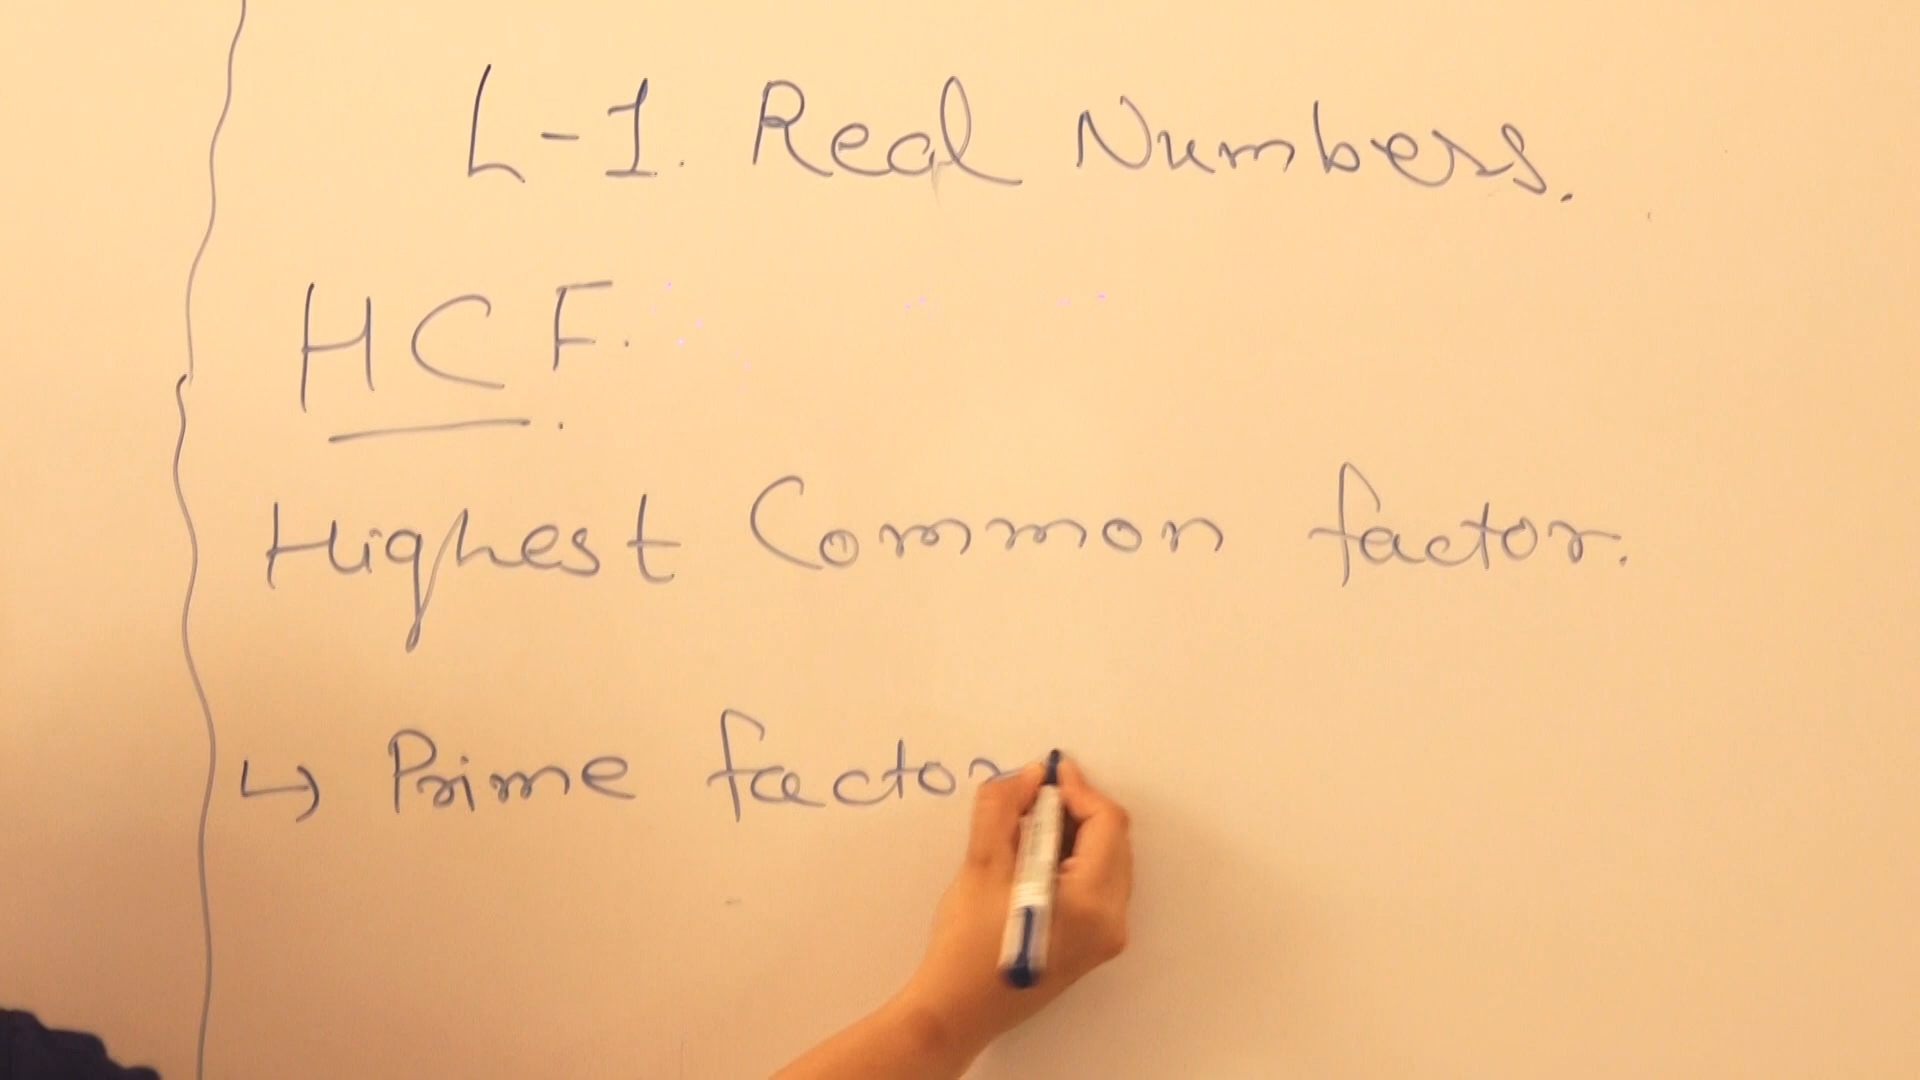 L-1. Real Numbers.
HCF.
Highest Common factor.
↳ Prime factor